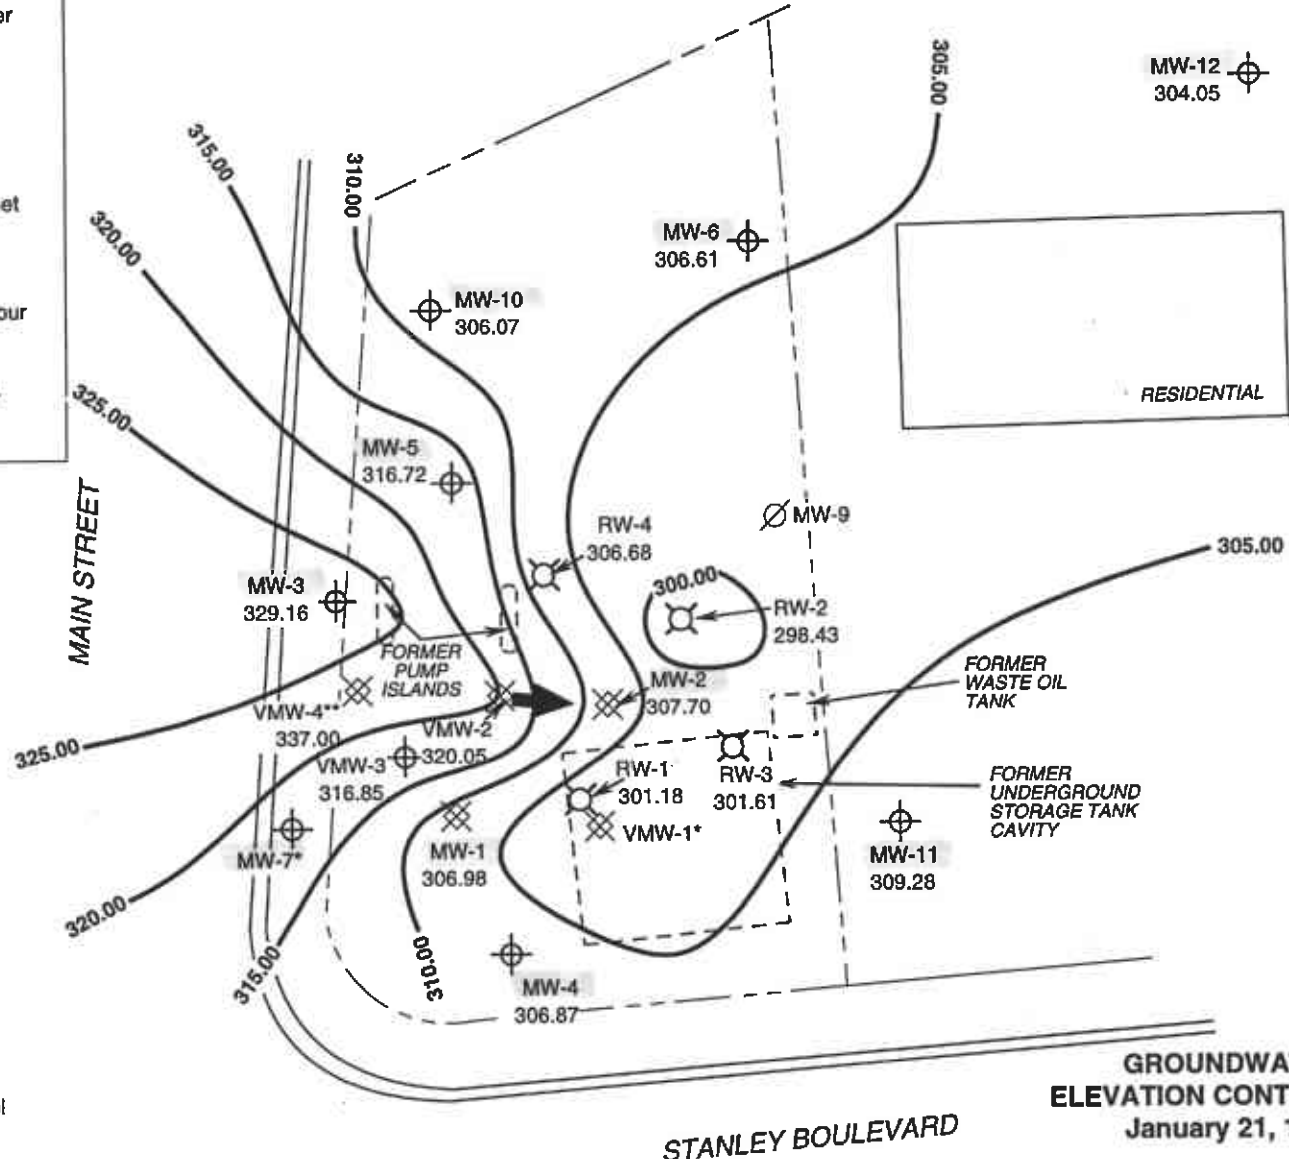 er
et
our
315.00
310.00
305.00
MW-12
304.05
320.00
MW-6
306.61
MW-10
306.07
RESIDENTIAL
325.00
MW-5
316.72
MAIN STREET
RW-4
306.68
MW-9
305.00
300.00
MW-3
329.16
RW-2
298.43
FORMER
PUMP
ISLANDS
FORMER
WASTE OIL
TANK
MW-2
307.70
VMW-4**
337.00
VMW-2
320.05
325.00
VMW-3
316.85
RW-1
301.18
RW-3
301.61
FORMER
UNDERGROUND
STORAGE TANK
CAVITY
VMW-1*
MW-7*
MW-1
306.98
MW-11
309.28
320.00
315.00
310.00
MW-4
306.87
GROUNDWA
ELEVATION CONT
January 21, 1
STANLEY BOULEVARD